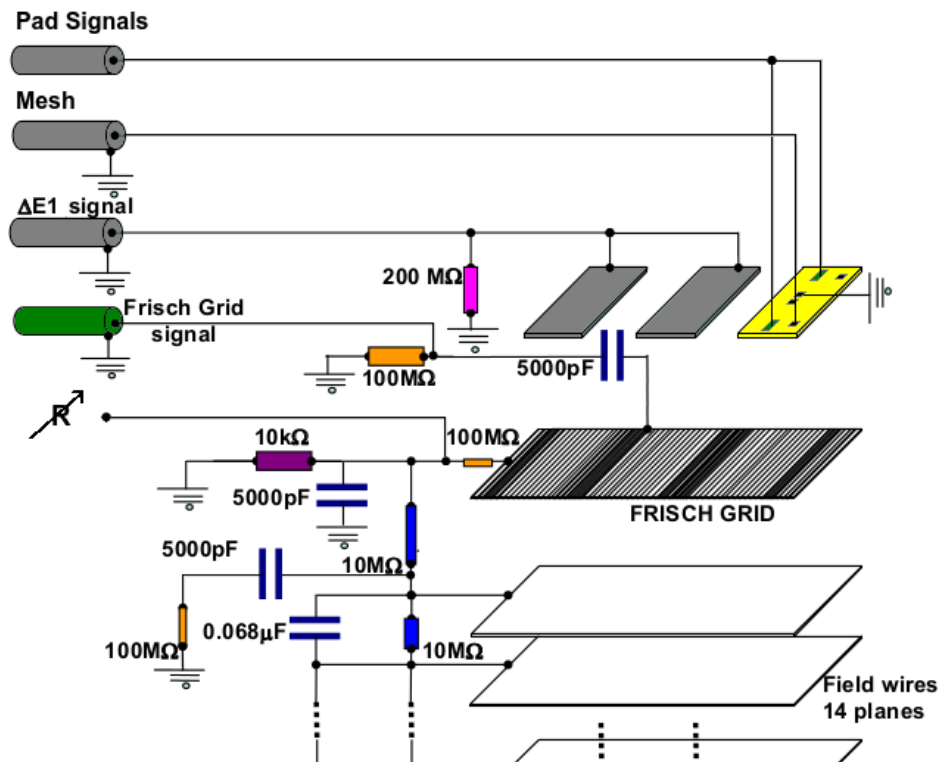 Pad Signals
Mesh
ΔE1 signal
200 MΩ
Frisch Grid
signal
100MΩ
5000pF
R
10kΩ
100MΩ
5000pF
FRISCH GRID
5000pF
10MΩ
0.068μF
100MΩ
10MΩ
Field wires
14 planes